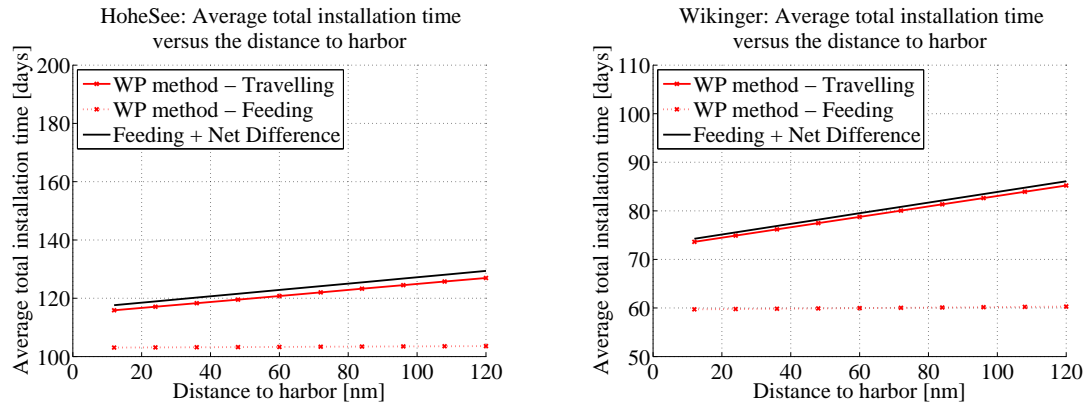 HoheSee: Average total installation time
versus the distance to harbor
Average total installation time [days]
200
180
160
140
120
100
WP method − Travelling
WP method − Feeding
Feeding + Net Difference
0 20 40 60 80 100 120
Distance to harbor [nm]
Wikinger: Average total installation time
versus the distance to harbor
Average total installation time [days]
110
100
90
80
70
60
50
WP method − Travelling
WP method − Feeding
Feeding + Net Difference
0 20 40 60 80 100 120
Distance to harbor [nm]